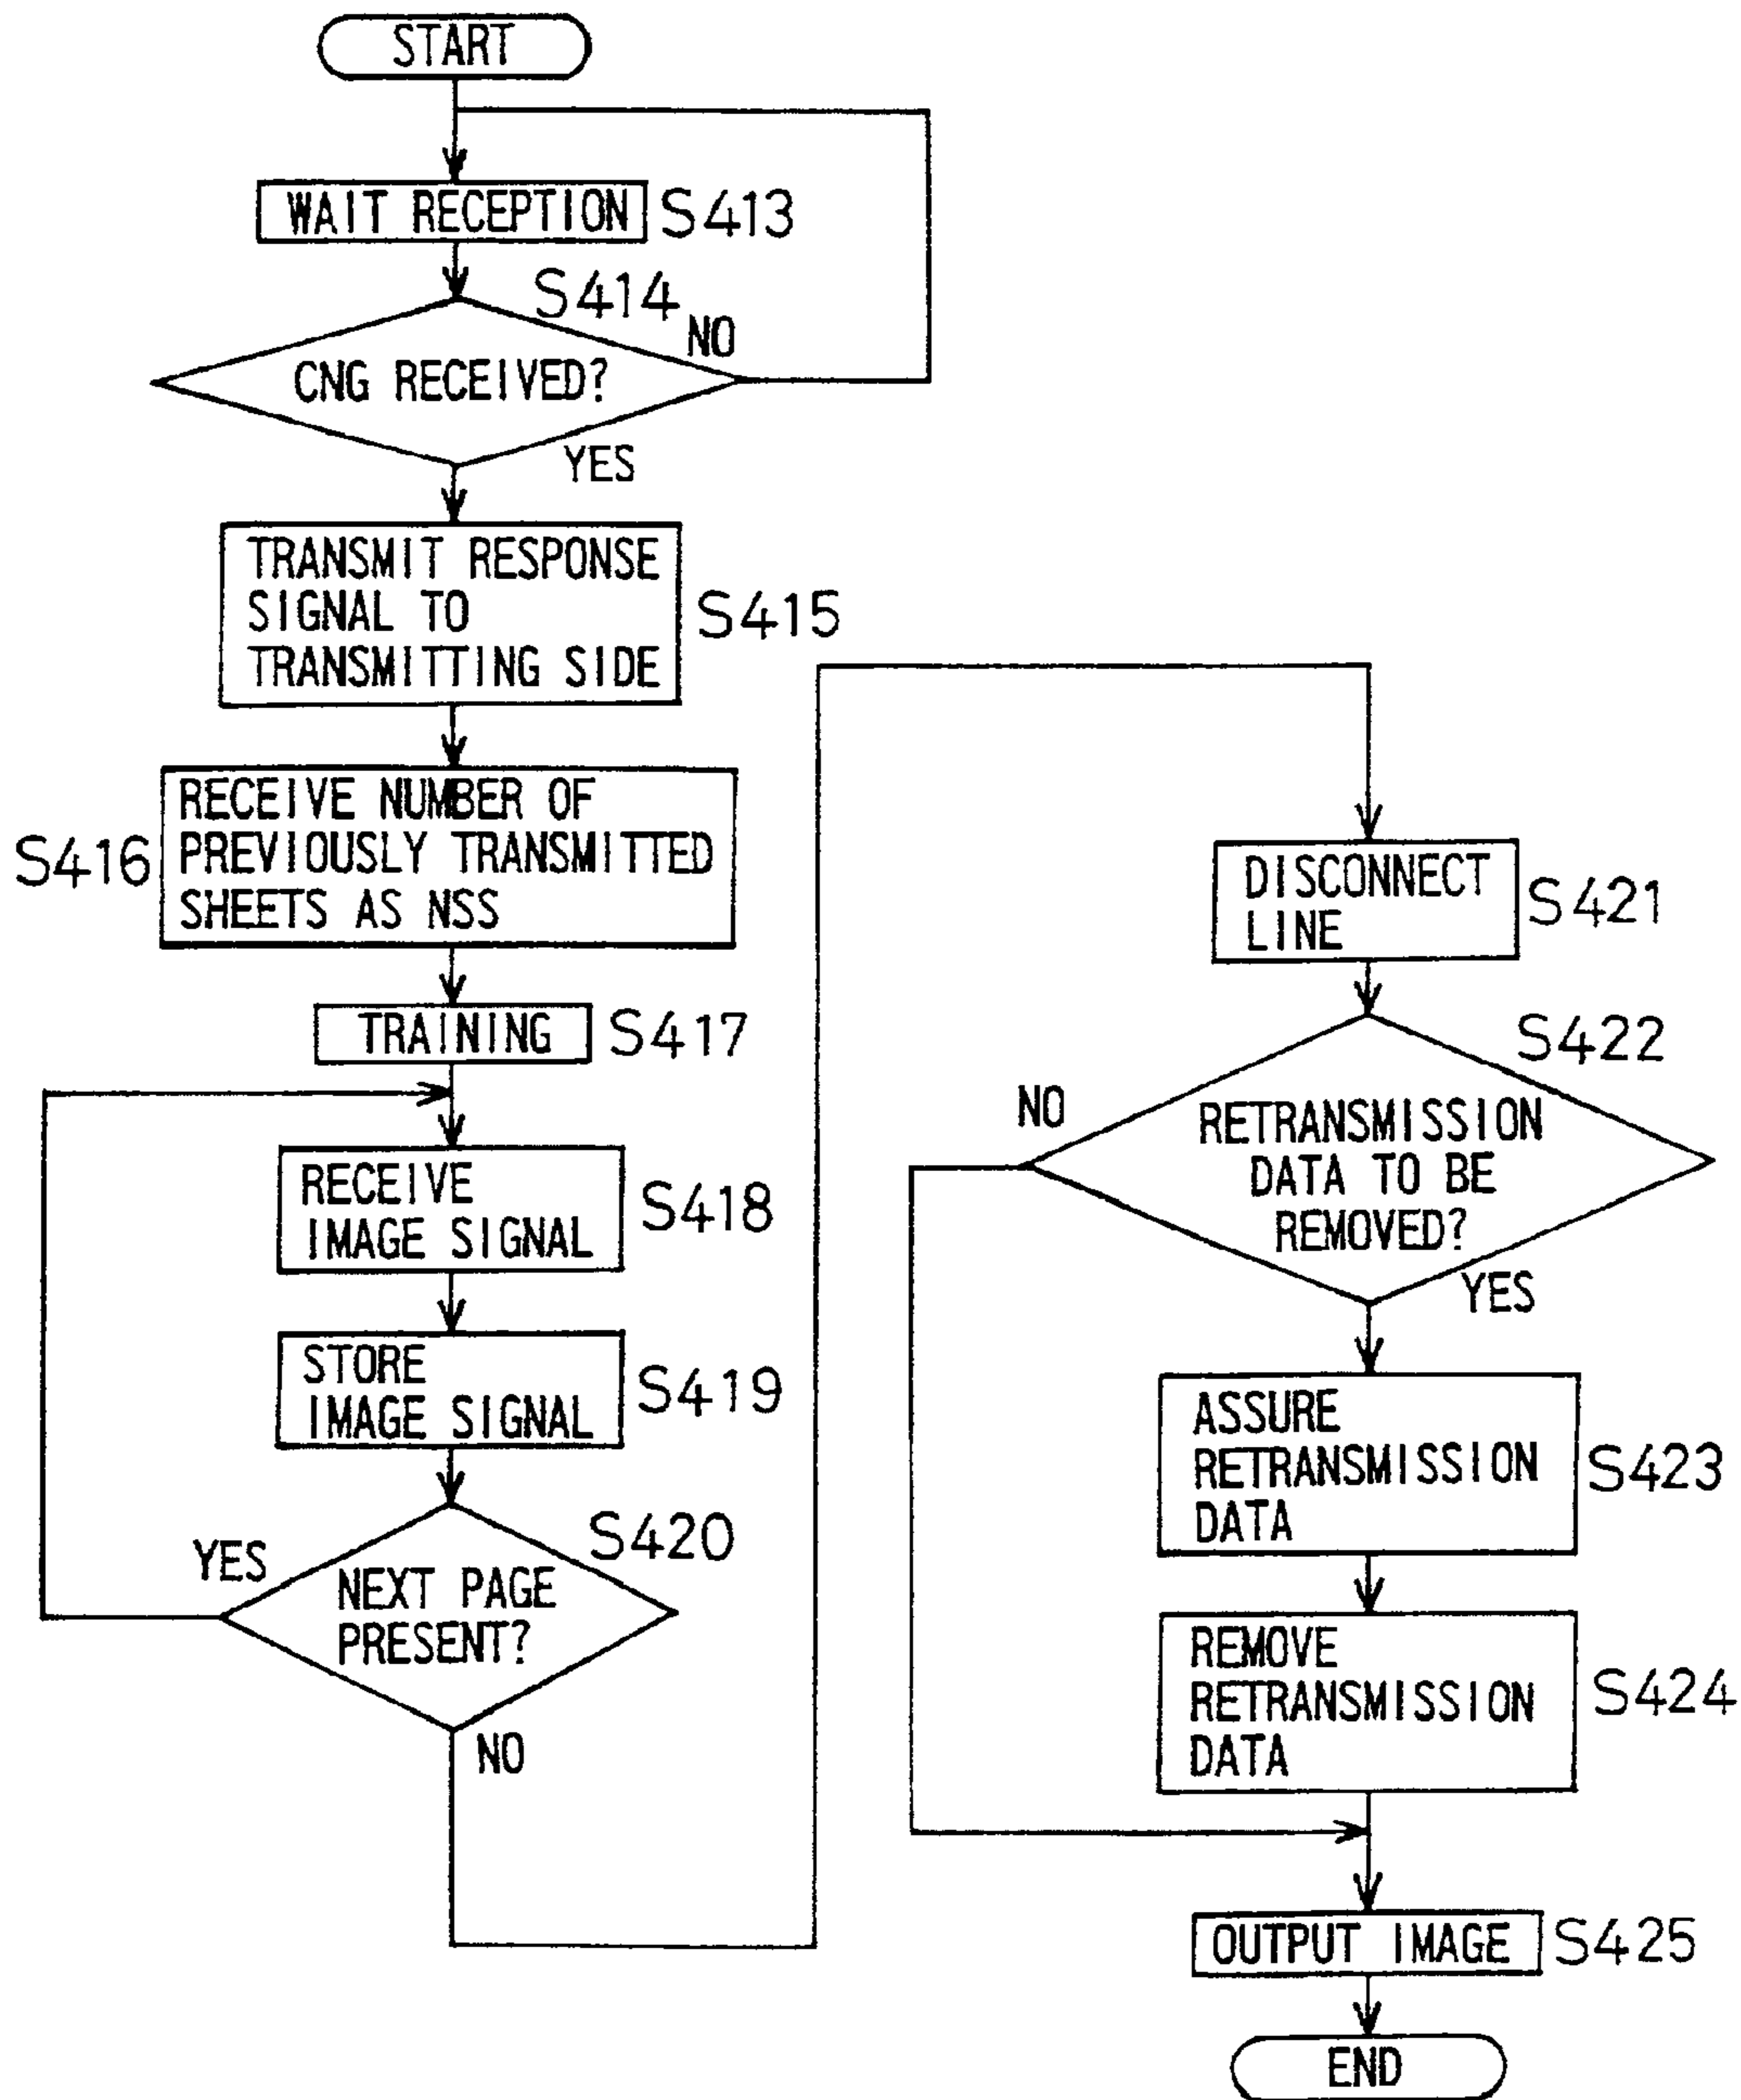 START
WAIT RECEPTION
S413
S414
CNG RECEIVED?
NO
YES
TRANSMIT RESPONSE
SIGNAL TO
TRANSMITTING SIDE
S415
S416
RECEIVE NUMBER OF
PREVIOUSLY TRANSMITTED
SHEETS AS NSS
TRAINING
S417
RECEIVE
IMAGE SIGNAL
S418
STORE
IMAGE SIGNAL
S419
S420
YES
NEXT PAGE
PRESENT?
NO
DISCONNECT
LINE
S421
S422
NO
RETRANSMISSION
DATA TO BE
REMOVED?
YES
ASSURE
RETRANSMISSION
DATA
S423
REMOVE
RETRANSMISSION
DATA
S424
OUTPUT IMAGE
S425
END